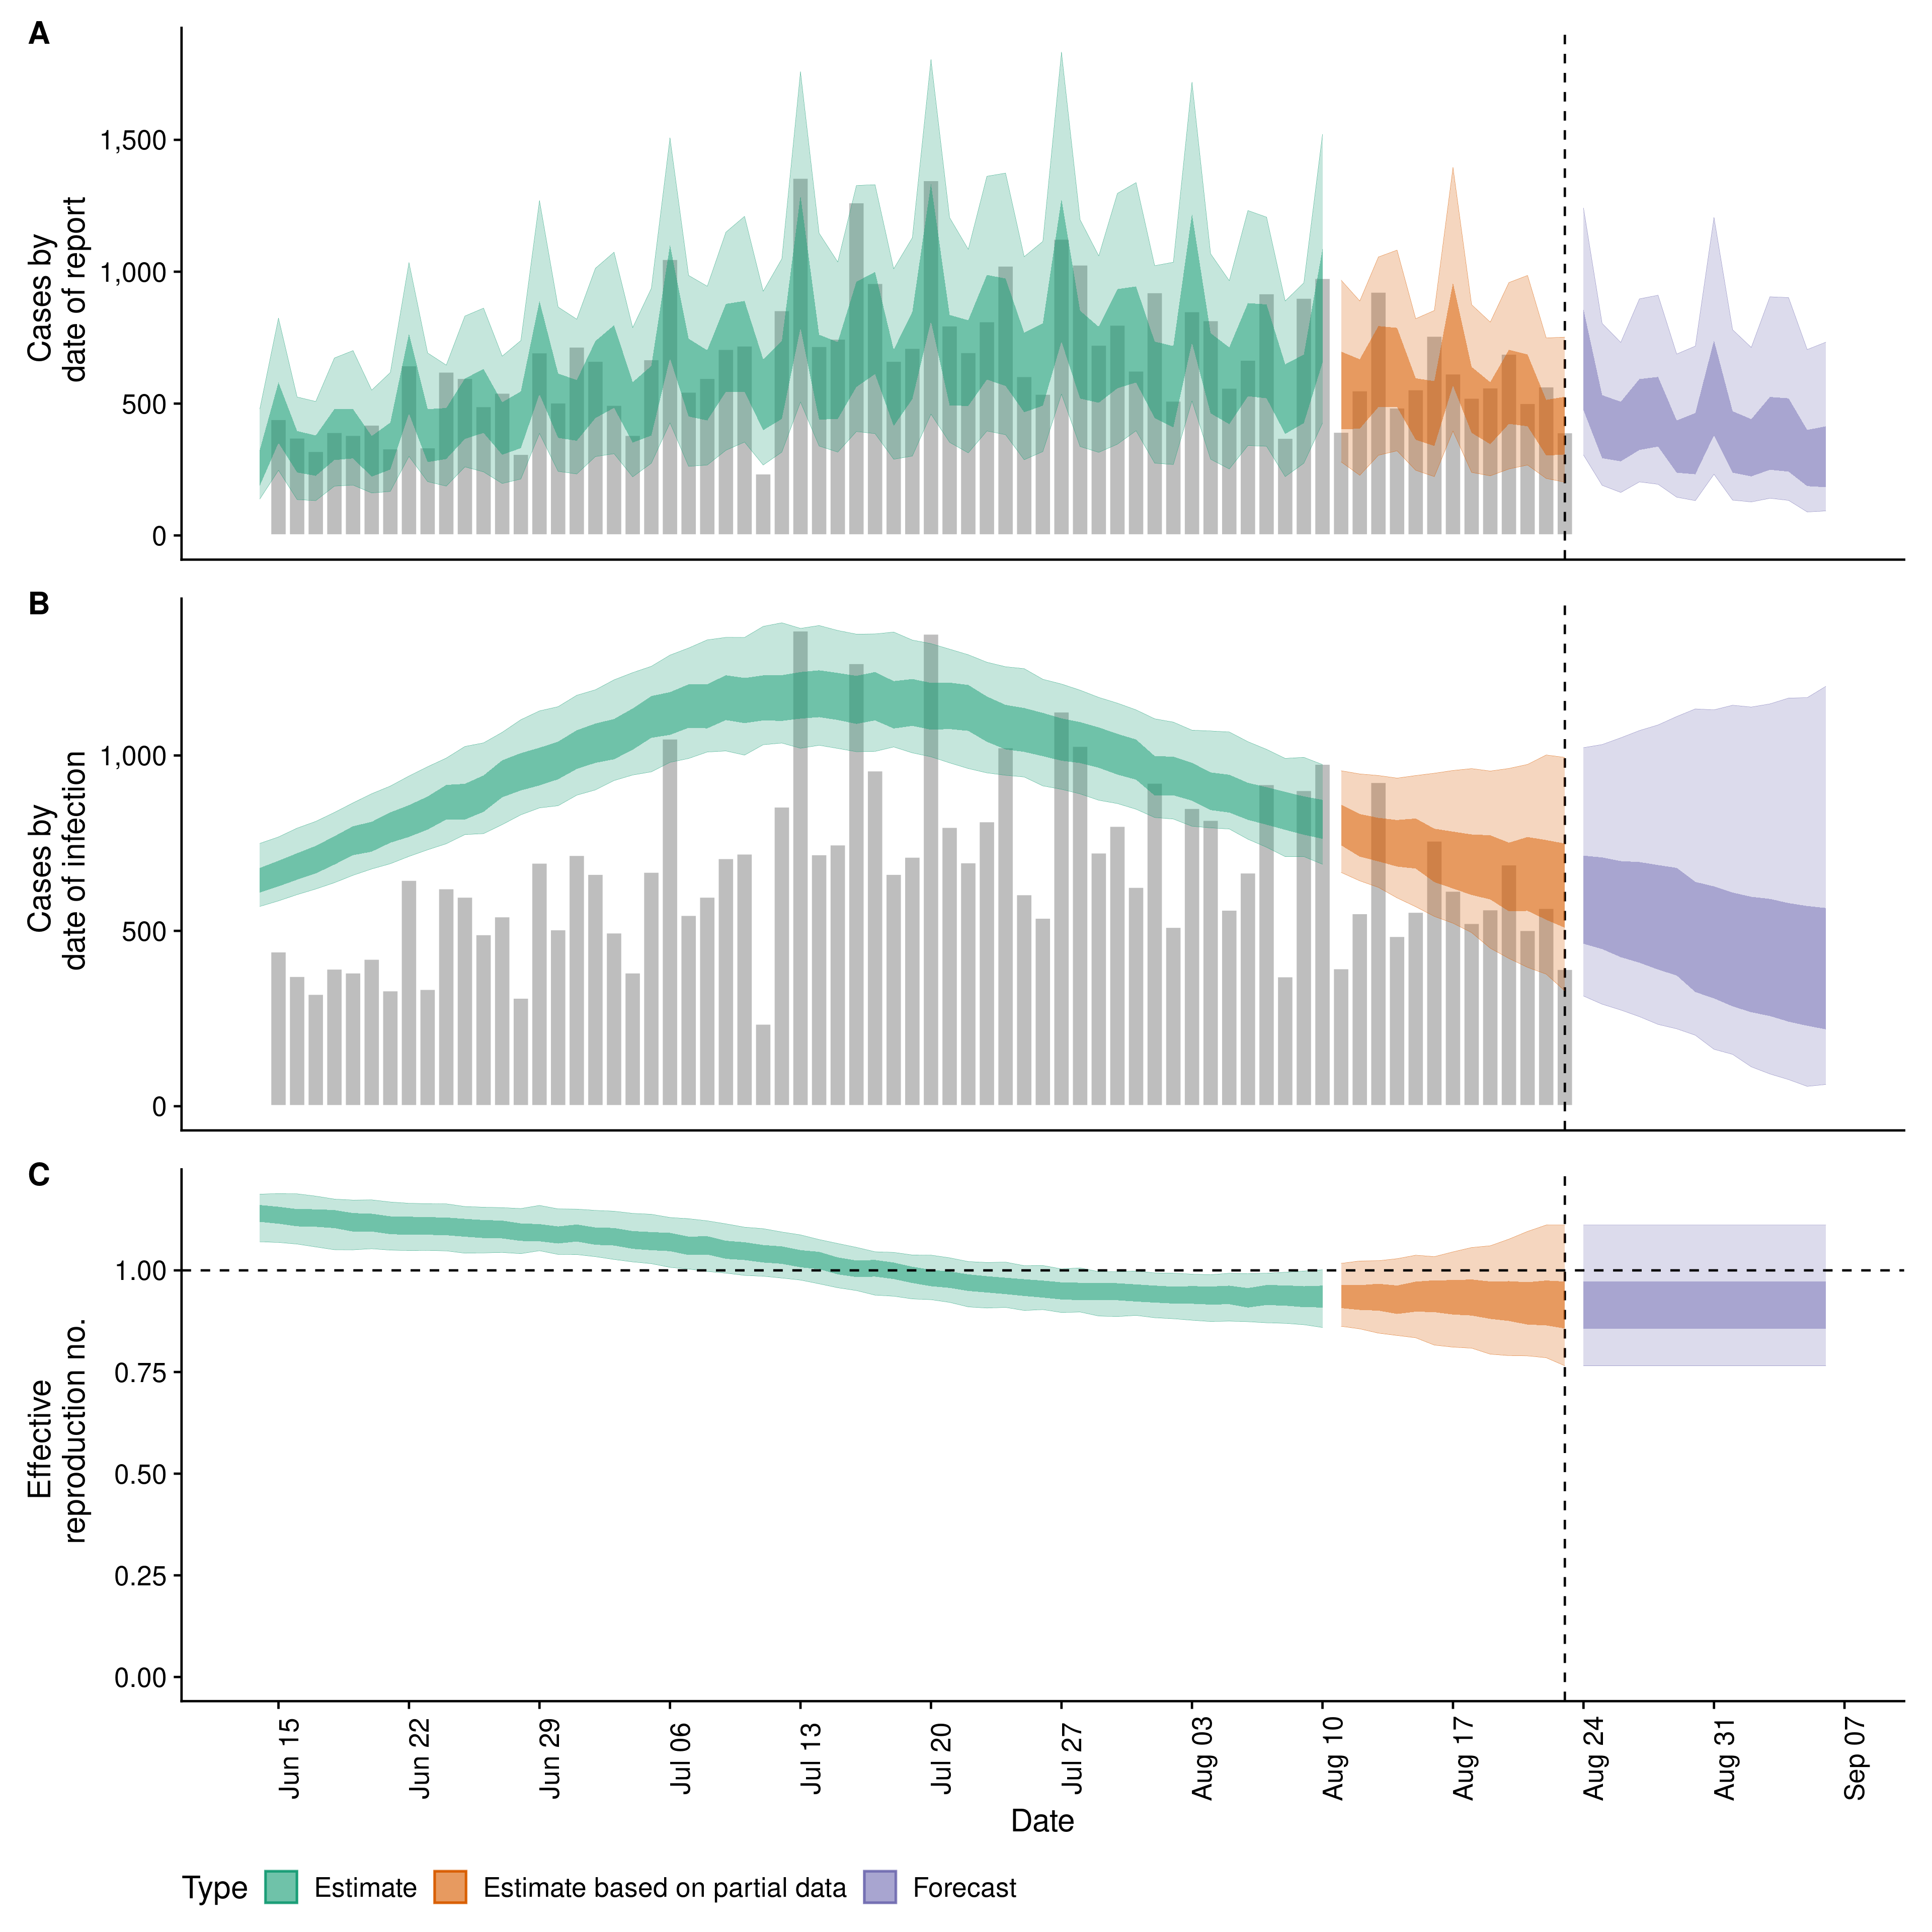 A
Cases by
date of report
1,500
1,000
500
0
B
Cases by
date of infection
1,000
500
0
C
Effective
reproduction no.
1.00
0.75
0.50
0.25
0.00
Jun 15
Jun 22
Jun 29
Jul 06
Jul 13
Jul 20
Jul 27
Aug 03
Aug 10
Aug 17
Aug 24
Aug 31
Sep 07
Date
Type Estimate Estimate based on partial data Forecast